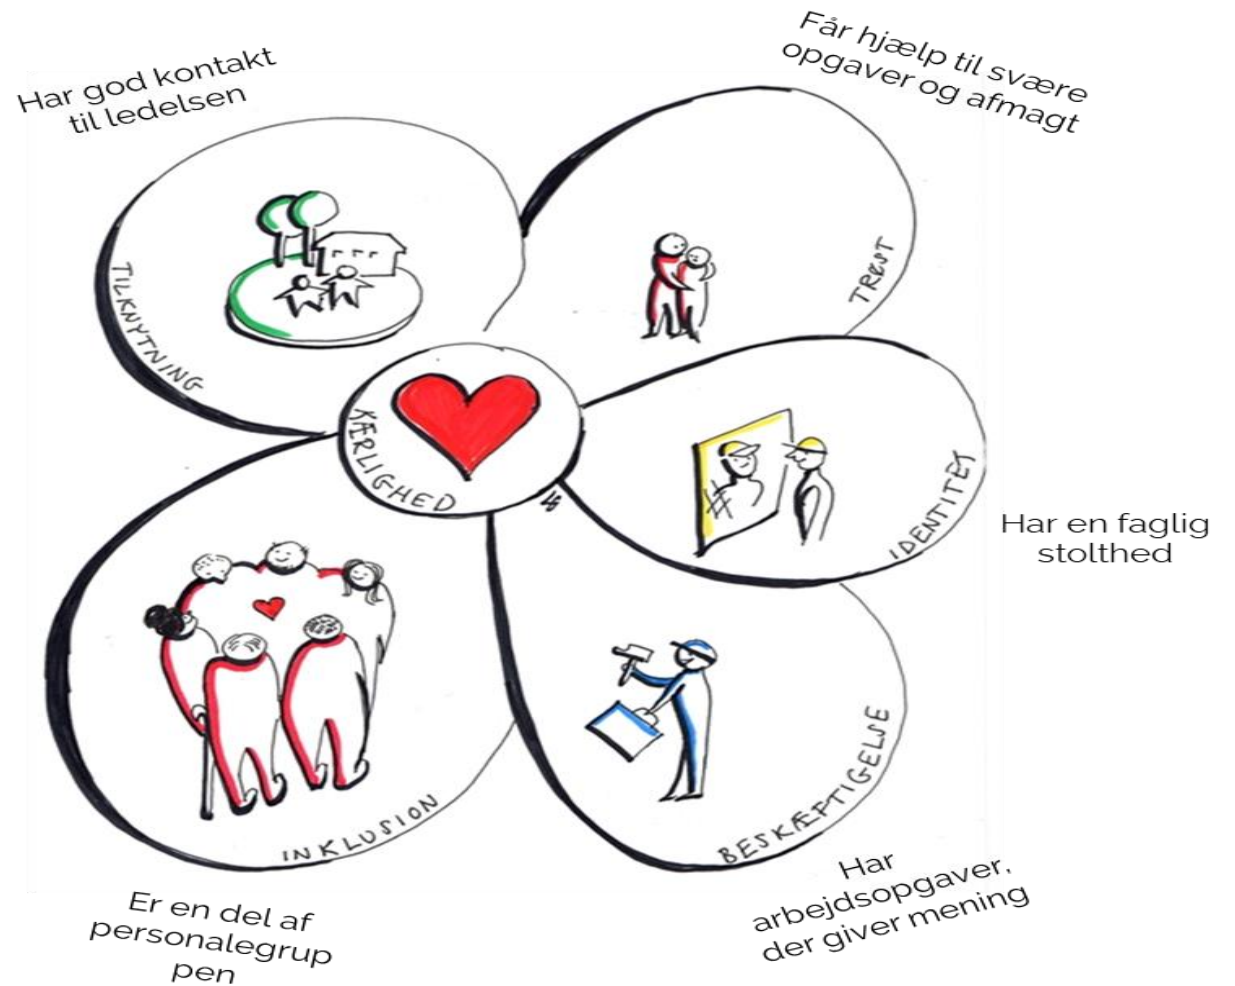 Har god kontakt
til ledelsen
Får hjælp til svære
opgaver og afmagt
TILKNYTNING
TRØST
KÆRLIGHED
IDENTITET
Har en faglig
stolthed
INKLUSION
BESKÆFTIGELSE
Er en del af
personalegrup
pen
Har
arbejdsopgaver,
der giver mening